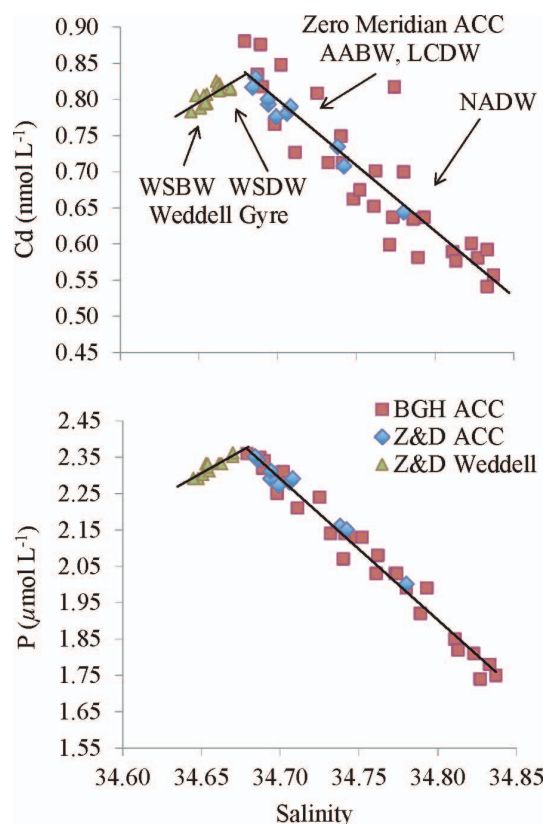 0.90
0.85
0.80
0.75
0.70
0.65
0.60
0.55
0.50
0.45
Cd (nmol L⁻¹)
Zero Meridian ACC
AABW, LCDW
NADW
WSBW WSDW
Weddell Gyre
2.45
2.35
2.25
2.15
2.05
1.95
1.85
1.75
1.65
1.55
P (µmol L⁻¹)
BGH ACC
Z&D ACC
Z&D Weddell
34.60 34.65 34.70 34.75 34.80 34.85
Salinity